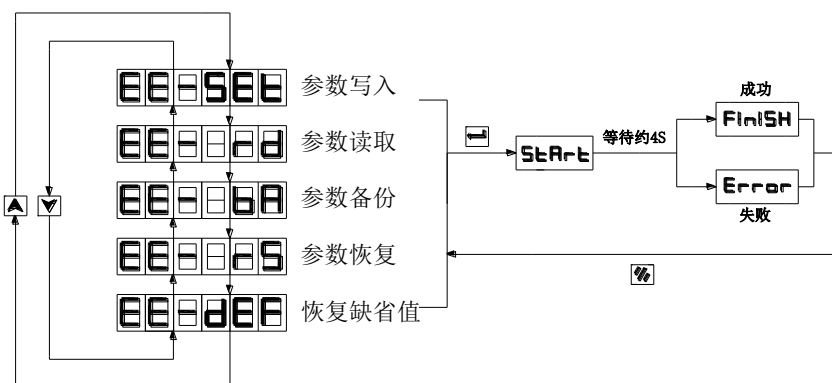 EE-SEt 参数写入
EE- rd 参数读取
EE- bA 参数备份
EE- rS 参数恢复
EE-dEF 恢复缺省值
StArt
等待约4S
成功
FInISH
Error
失败